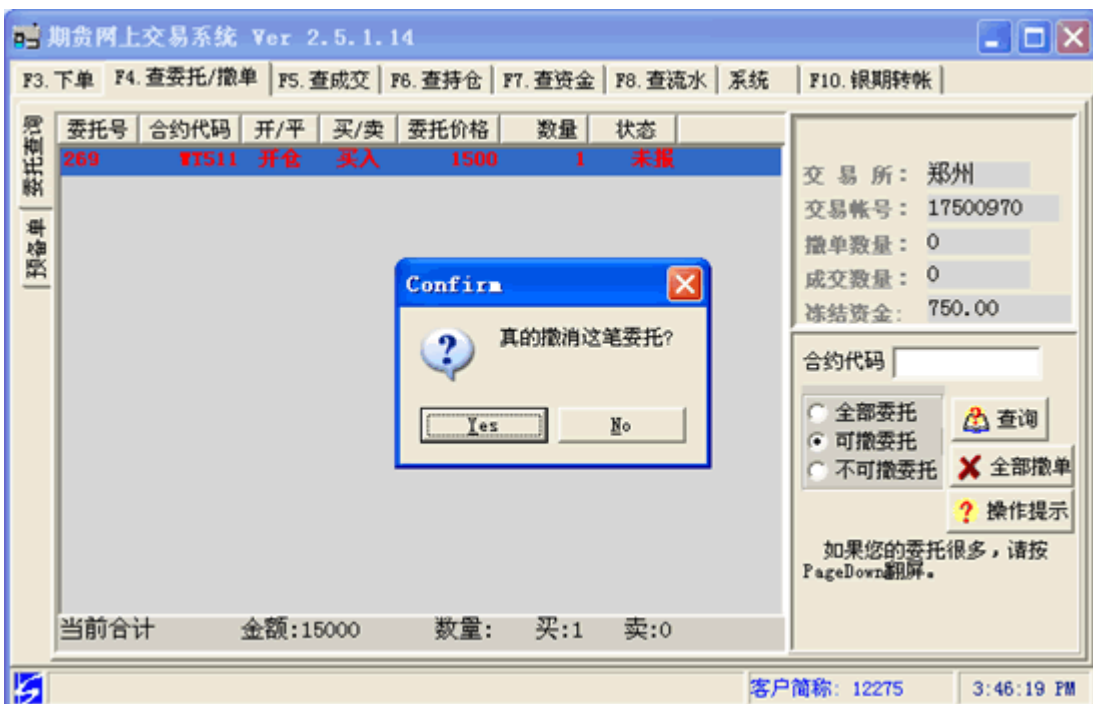 期货网上交易系统 Ver 2.5.1.14
F3.下单 F4.查委托/撤单 F5.查成交 F6.查持仓 F7.查资金 F8.查流水 系统 F10.银期转帐
委托查询
预备单
委托号 合约代码 开/平 买/卖 委托价格 数量 状态
269 WT511 开仓 买入 1500 1 未报
交易所: 郑州
交易帐号: 17500970
撤单数量: 0
成交数量: 0
冻结资金: 750.00
Confirm
真的撤消这笔委托?
Yes No
合约代码
全部委托
可撤委托
不可撤委托
查询
全部撤单
操作提示
如果您的委托很多，请按
PageDown翻屏。
当前合计 金额:15000 数量: 买:1 卖:0
客户简称: 12275 3:46:19 PM